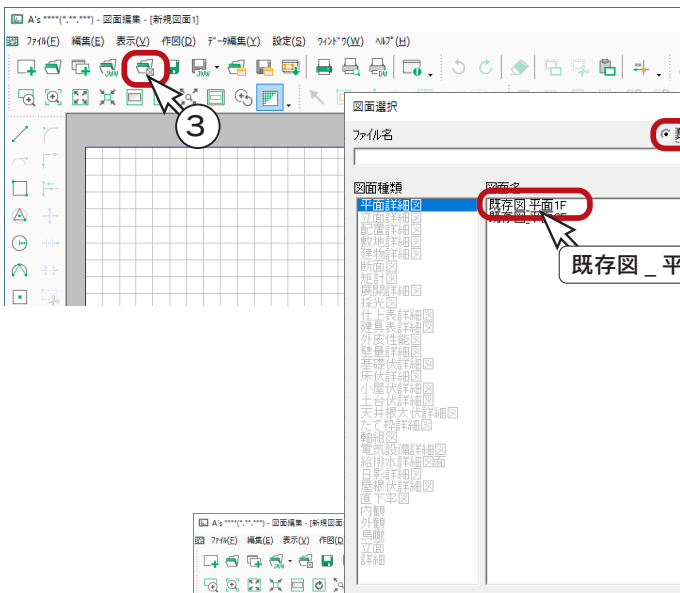 A's ****(*.**.***) - 図面編集 - [新規図面1]
ファイル(F) 編集(E) 表示(V) 作図(D) データ編集(Y) 設定(S) ウィンドウ(W) ヘルプ(H)
JWW
JWW
DW
3
図面選択
ファイル名
図面種類
図面名
平面詳細図
立面詳細図
配置詳細図
敷地詳細図
建物詳細図
断面図
矩計図
展開詳細図
採光図
仕上表詳細図
建具表詳細図
外皮性能図
壁量詳細図
基礎伏詳細図
床伏詳細図
小屋伏詳細図
土台伏詳細図
天井根太伏詳細図
たて枠詳細図
軸組図
電気設備詳細図
給排水詳細図面
日影詳細図
屋根伏詳細図
直下率図
内観
外観
鳥瞰
立面
詳細
既存図_平面1F
既存図_平
A's ****(*.**.***) - 図面編集 - [新規図面
ファイル(F) 編集(E) 表示(V) 作図(D